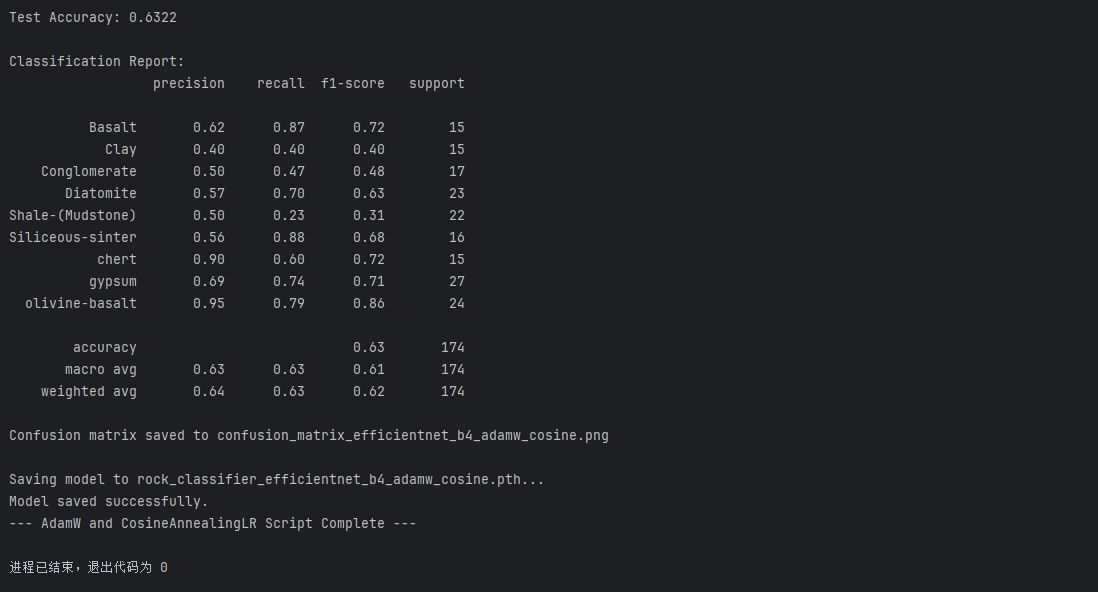 Test Accuracy: 0.6322
Classification Report:
precision recall f1-score support
Basalt 0.62 0.87 0.72 15
Clay 0.40 0.40 0.40 15
Conglomerate 0.50 0.47 0.48 17
Diatomite 0.57 0.70 0.63 23
Shale-(Mudstone) 0.50 0.23 0.31 22
Siliceous-sinter 0.56 0.88 0.68 16
chert 0.90 0.60 0.72 15
gypsum 0.69 0.74 0.71 27
olivine-basalt 0.95 0.79 0.86 24
accuracy 0.63 174
macro avg 0.63 0.63 0.61 174
weighted avg 0.64 0.63 0.62 174
Confusion matrix saved to confusion_matrix_efficientnet_b4_adamw_cosine.png
Saving model to rock_classifier_efficientnet_b4_adamw_cosine.pth...
Model saved successfully.
--- AdamW and CosineAnnealingLR Script Complete ---
进程已结束，退出代码为 0